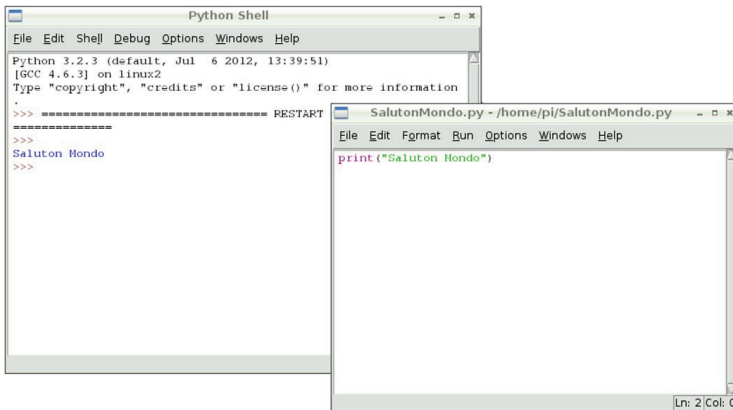 Python Shell
File Edit Shell Debug Options Windows Help
Python 3.2.3 (default, Jul  6 2012, 13:39:51)
[GCC 4.6.3] on linux2
Type "copyright", "credits" or "license()" for more information
.
>>> ================================ RESTART
==============
>>>
Saluton Mondo
>>>
SalutonMondo.py - /home/pi/SalutonMondo.py
File Edit Format Run Options Windows Help
print("Saluton Mondo")
Ln: 2 Col: 0